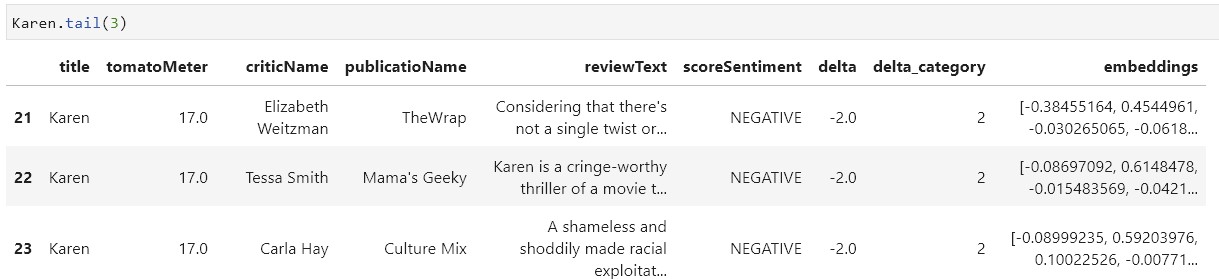 Karen.tail(3)
title tomatoMeter criticName publicatioName reviewText scoreSentiment delta delta_category embeddings
21 Karen 17.0 Elizabeth Weitzman TheWrap Considering that there's not a single twist or... NEGATIVE -2.0 2 [-0.38455164, 0.4544961, -0.030265065, -0.0618...
22 Karen 17.0 Tessa Smith Mama's Geeky Karen is a cringe-worthy thriller of a movie t... NEGATIVE -2.0 2 [-0.08697092, 0.6148478, -0.015483569, -0.0421...
23 Karen 17.0 Carla Hay Culture Mix A shameless and shoddily made racial exploitat... NEGATIVE -2.0 2 [-0.08999235, 0.59203976, 0.10022526, -0.00771...